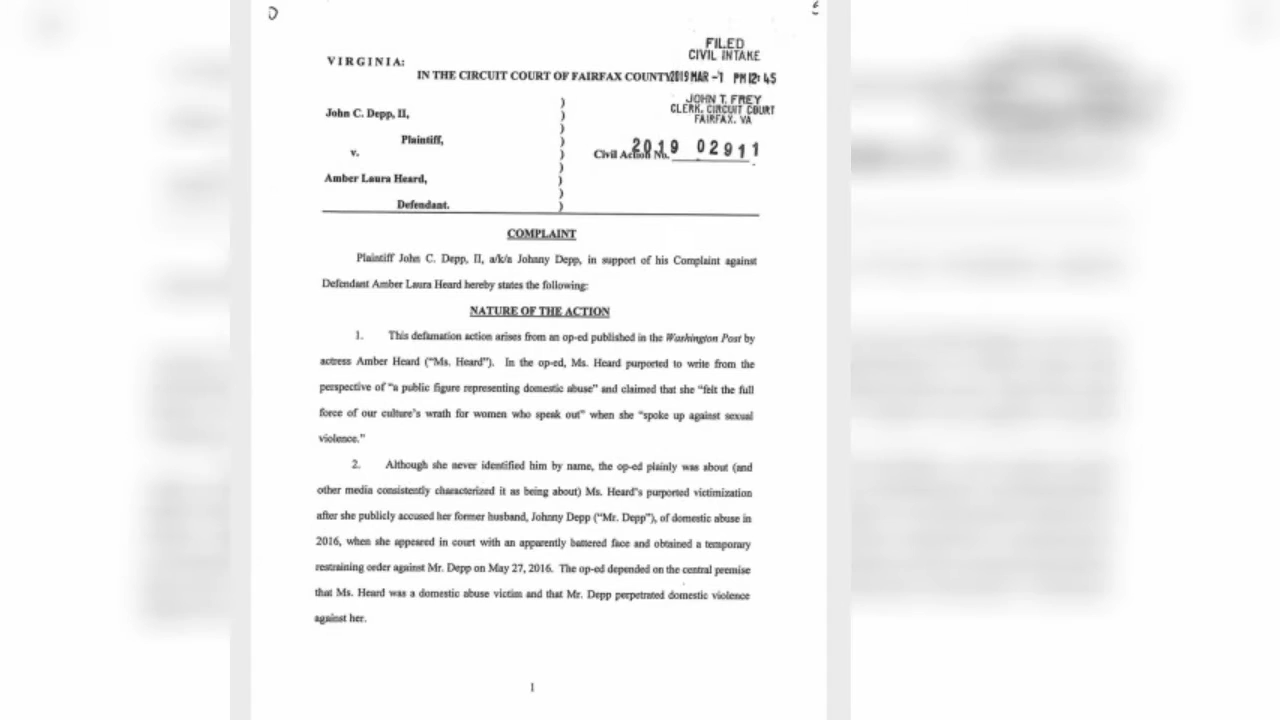 FILED
CIVIL INTAKE
VIRGINIA:
IN THE CIRCUIT COURT OF FAIRFAX COUNTY 2019 MAR -1 PM 12:45
JOHN T. FREY
CLERK, CIRCUIT COURT
FAIRFAX, VA
John C. Depp, II,
Plaintiff,
v.
Civil Action No. 2019 02911
Amber Laura Heard,
Defendant.
COMPLAINT
Plaintiff John C. Depp, II, a/k/a Johnny Depp, in support of his Complaint against
Defendant Amber Laura Heard hereby states the following:
NATURE OF THE ACTION
1. This defamation action arises from an op-ed published in the Washington Post by
actress Amber Heard (“Ms. Heard”). In the op-ed, Ms. Heard purported to write from the
perspective of “a public figure representing domestic abuse” and claimed that she “felt the full
force of our culture’s wrath for women who speak out” when she “spoke up against sexual
violence.”
2. Although she never identified him by name, the op-ed plainly was about (and
other media consistently characterized it as being about) Ms. Heard’s purported victimization
after she publicly accused her former husband, Johnny Depp (“Mr. Depp”), of domestic abuse in
2016, when she appeared in court with an apparently battered face and obtained a temporary
restraining order against Mr. Depp on May 27, 2016. The op-ed depended on the central premise
that Ms. Heard was a domestic abuse victim and that Mr. Depp perpetrated domestic violence
against her.
1